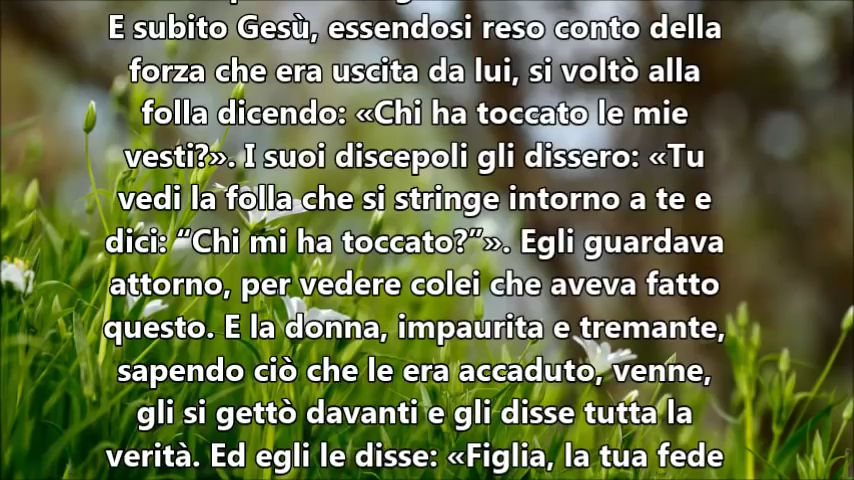 E subito Gesù, essendosi reso conto della
forza che era uscita da lui, si voltò alla
folla dicendo: «Chi ha toccato le mie
vesti?». I suoi discepoli gli dissero: «Tu
vedi la folla che si stringe intorno a te e
dici: “Chi mi ha toccato?”». Egli guardava
attorno, per vedere colei che aveva fatto
questo. E la donna, impaurita e tremante,
sapendo ciò che le era accaduto, venne,
gli si gettò davanti e gli disse tutta la
verità. Ed egli le disse: «Figlia, la tua fede